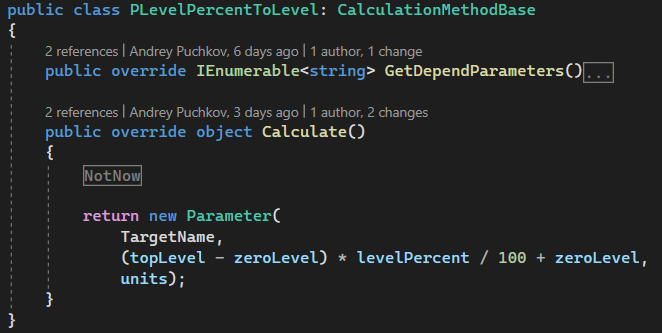 public class PLevelPercentToLevel: CalculationMethodBase
{
2 references | Andrey Puchkov, 6 days ago | 1 author, 1 change
public override IEnumerable<string> GetDependParameters()...
2 references | Andrey Puchkov, 3 days ago | 1 author, 2 changes
public override object Calculate()
{
NotNow
return new Parameter(
TargetName,
(topLevel - zeroLevel) * levelPercent / 100 + zeroLevel,
units);
}
}